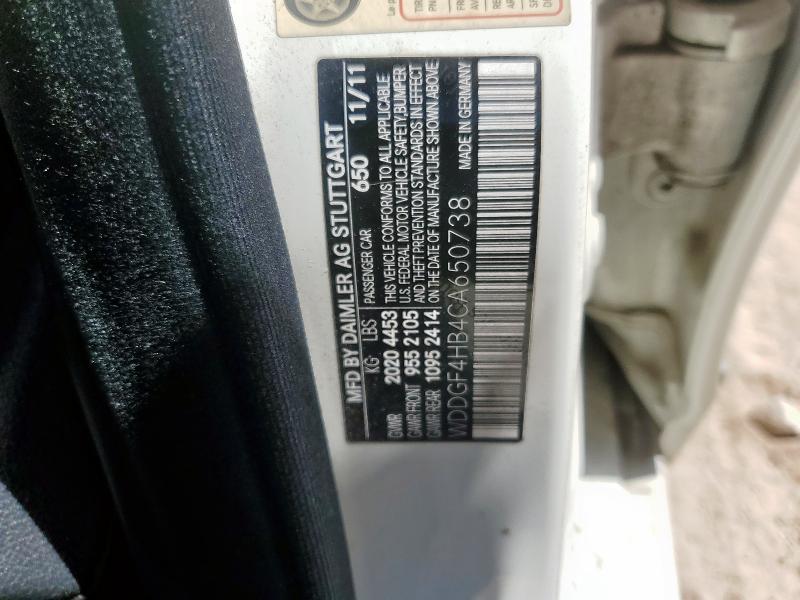 MFD BY DAIMLER AG STUTTGART
650 11/11
KG LBS PASSENGER CAR
GVWR 2020 4453 THIS VEHICLE CONFORMS TO ALL APPLICABLE
GAWR FRONT 955 2105 U.S. FEDERAL MOTOR VEHICLE SAFETY, BUMPER
AND THEFT PREVENTION STANDARDS IN EFFECT
GAWR REAR 1095 2414 ON THE DATE OF MANUFACTURE SHOWN ABOVE
WDDGF4HB4CA650738 MADE IN GERMANY